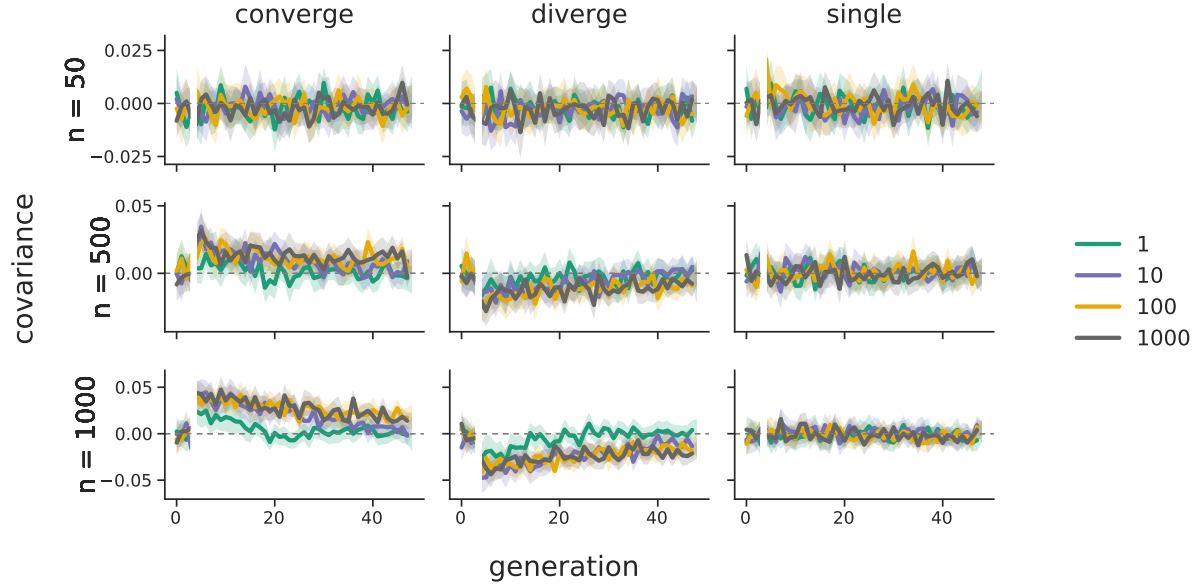 converge diverge single
n = 50
0.025
0.000
−0.025
covariance
n = 500
0.05
0.00
n = 1000
0.05
0.00
−0.05
0 20 40 0 20 40 0 20 40
generation
1
10
100
1000